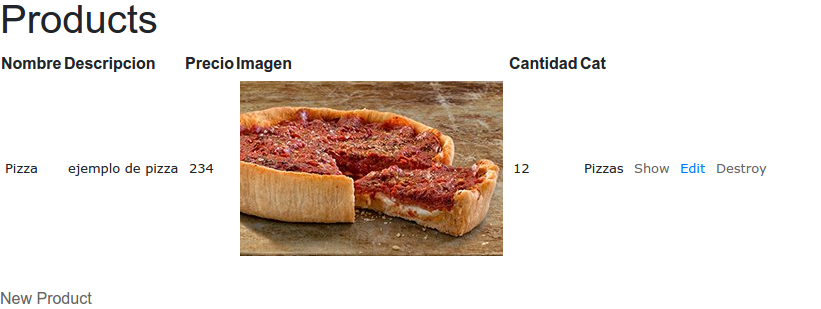 Products
Nombre Descripcion Precio Imagen Cantidad Cat
Pizza ejemplo de pizza 234 12 Pizzas Show Edit Destroy
New Product